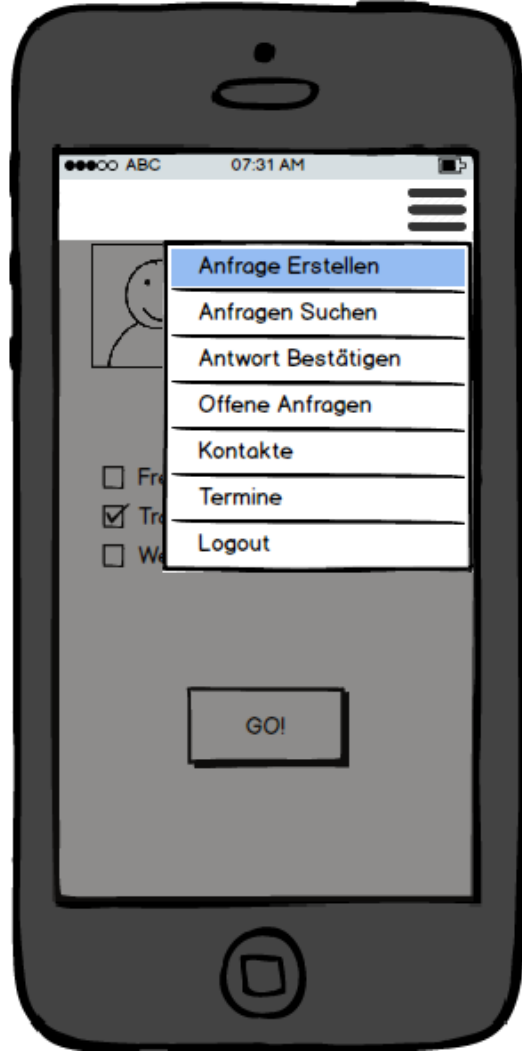 ABC 07:31 AM
Anfrage Erstellen
Anfragen Suchen
Antwort Bestätigen
Offene Anfragen
Kontakte
Termine
Logout
GO!